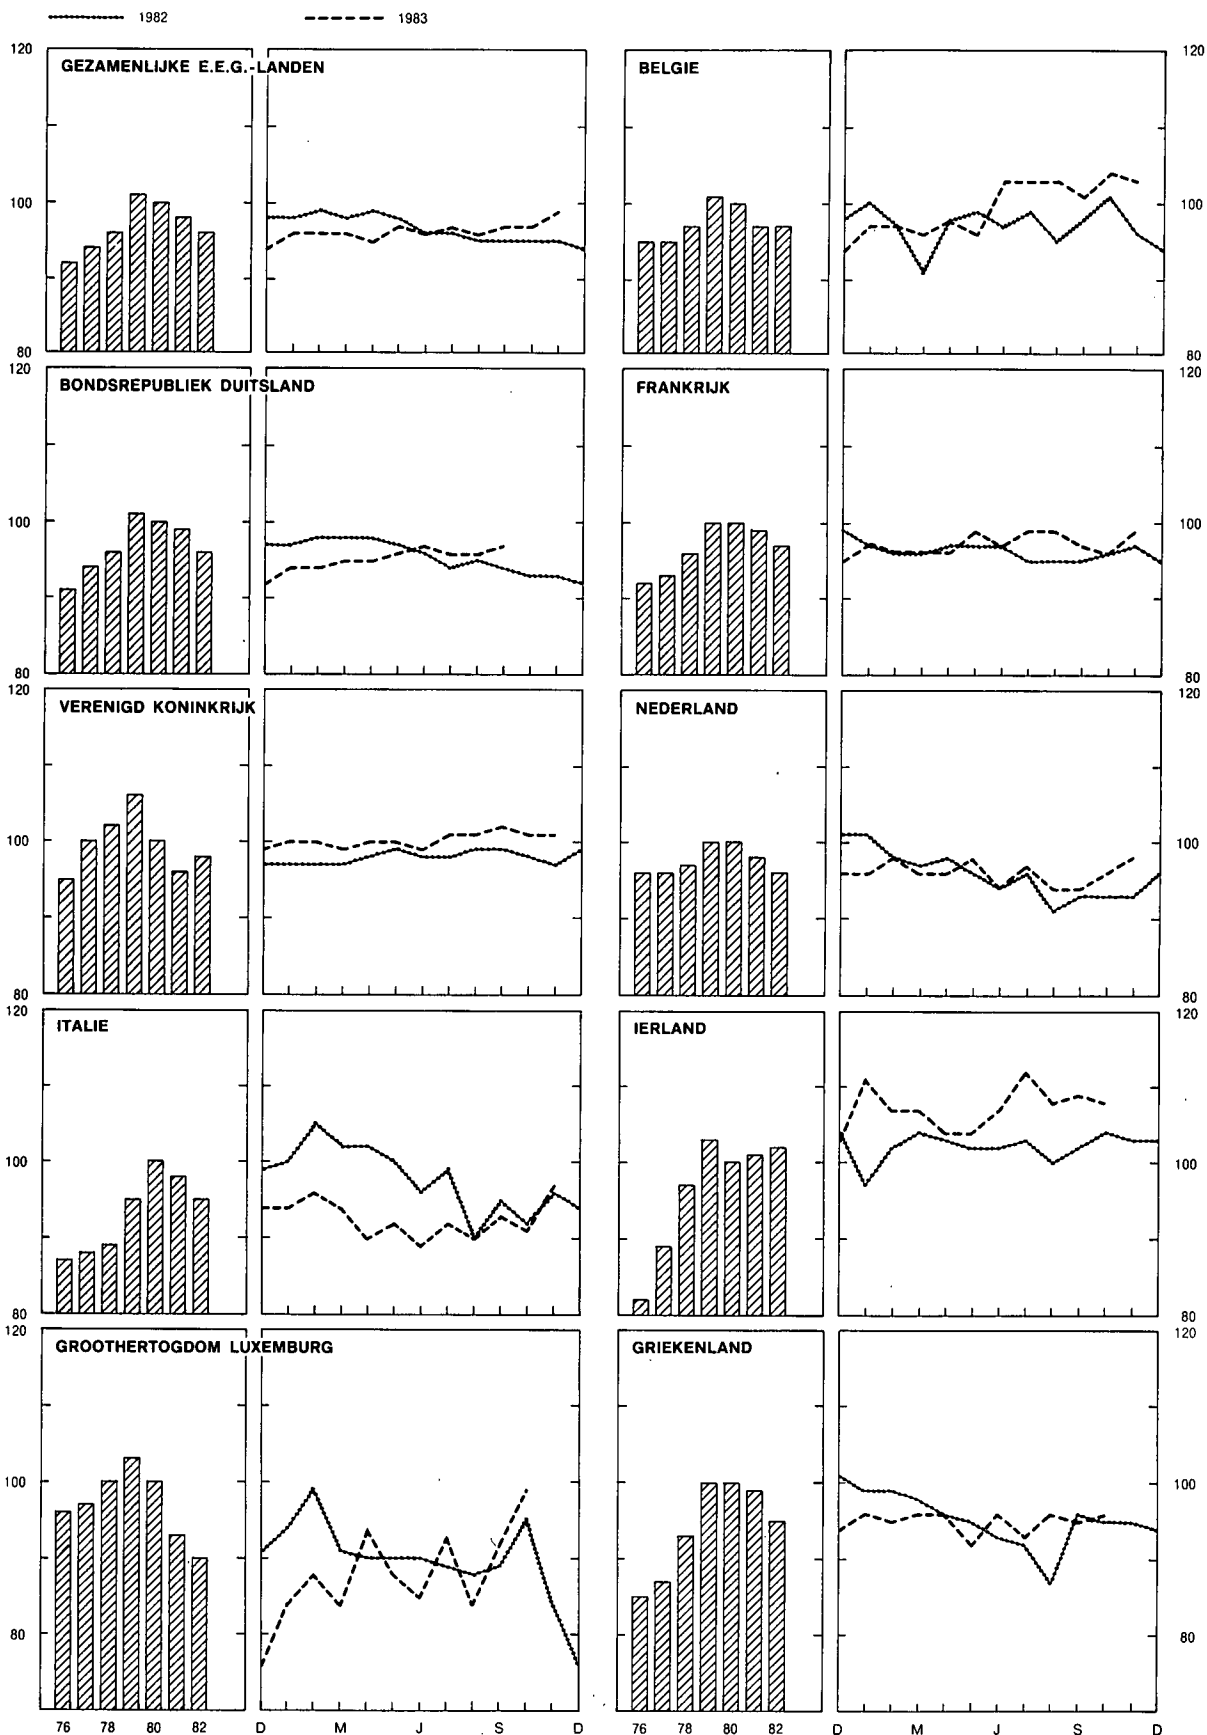 1982 1983
120 120
GEZAMENLIJKE E.E.G.-LANDEN BELGIE
100 100
80 80
120 120
BONDSREPUBLIEK DUITSLAND FRANKRIJK
100 100
80 80
120 120
VERENIGD KONINKRIJK NEDERLAND
100 100
80 80
120 120
ITALIE IERLAND
100 100
80 80
120 120
GROOTHERTOGDOM LUXEMBURG GRIEKENLAND
100 100
80 80
76 78 80 82 D M J S D 76 78 80 82 D M J S D